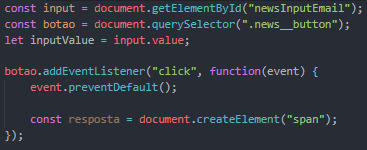 const input = document.getElementById("newsInputEmail");
const botao = document.querySelector(".news__button");
let inputValue = input.value;
botao.addEventListener("click", function(event) {
event.preventDefault();
const resposta = document.createElement("span");
});